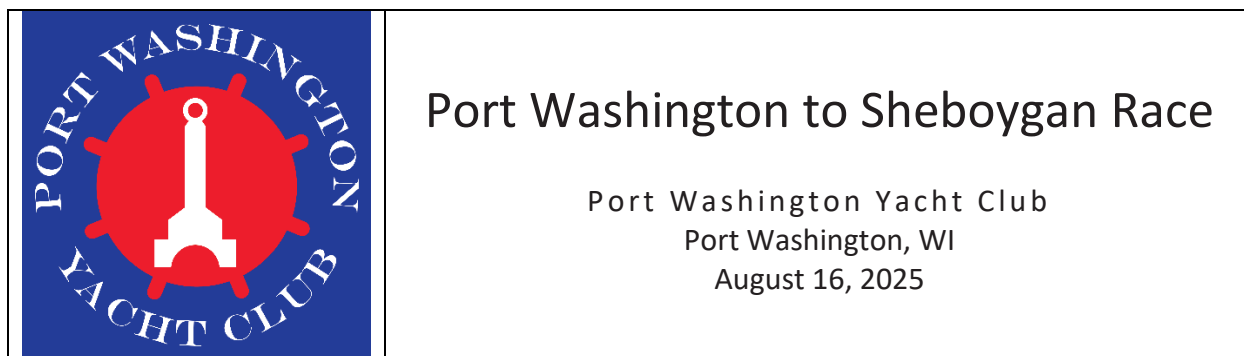 PORT WASHINGTON
YACHT CLUB
Port Washington to Sheboygan Race
Port Washington Yacht Club
Port Washington, WI
August 16, 2025